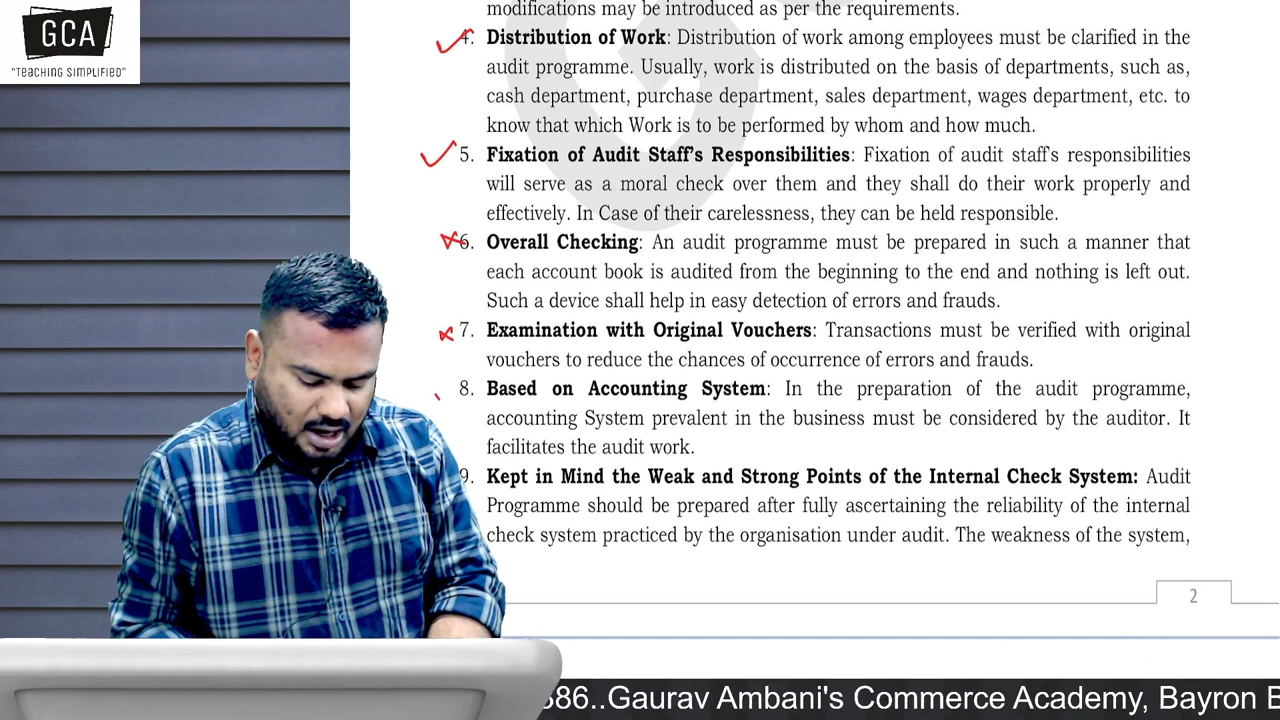 GCA
"TEACHING SIMPLIFIED"
modifications may be introduced as per the requirements.
4. Distribution of Work: Distribution of work among employees must be clarified in the
audit programme. Usually, work is distributed on the basis of departments, such as,
cash department, purchase department, sales department, wages department, etc. to
know that which Work is to be performed by whom and how much.
5. Fixation of Audit Staff's Responsibilities: Fixation of audit staff's responsibilities
will serve as a moral check over them and they shall do their work properly and
effectively. In Case of their carelessness, they can be held responsible.
6. Overall Checking: An audit programme must be prepared in such a manner that
each account book is audited from the beginning to the end and nothing is left out.
Such a device shall help in easy detection of errors and frauds.
7. Examination with Original Vouchers: Transactions must be verified with original
vouchers to reduce the chances of occurrence of errors and frauds.
8. Based on Accounting System: In the preparation of the audit programme,
accounting System prevalent in the business must be considered by the auditor. It
facilitates the audit work.
9. Kept in Mind the Weak and Strong Points of the Internal Check System: Audit
Programme should be prepared after fully ascertaining the reliability of the internal
check system practiced by the organisation under audit. The weakness of the system,
2
86..Gaurav Ambani's Commerce Academy, Bayron